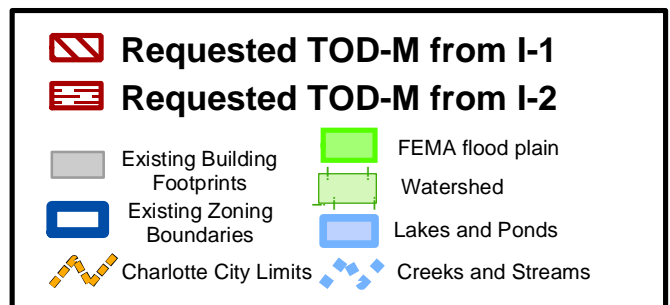 Requested TOD-M from I-1
Requested TOD-M from I-2
Existing Building
Footprints
Existing Zoning
Boundaries
Charlotte City Limits
FEMA flood plain
Watershed
Lakes and Ponds
Creeks and Streams